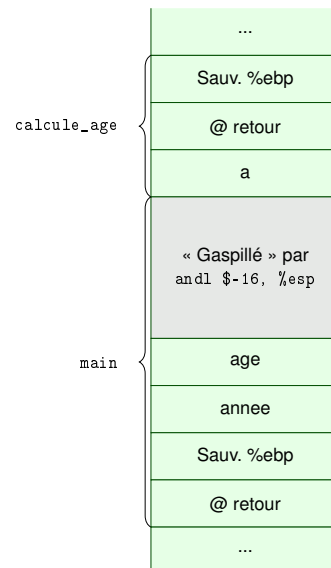 ...
Sauv. %ebp
calcule_age
@ retour
a
« Gaspillé » par
andl $-16, %esp
main
age
annee
Sauv. %ebp
@ retour
...